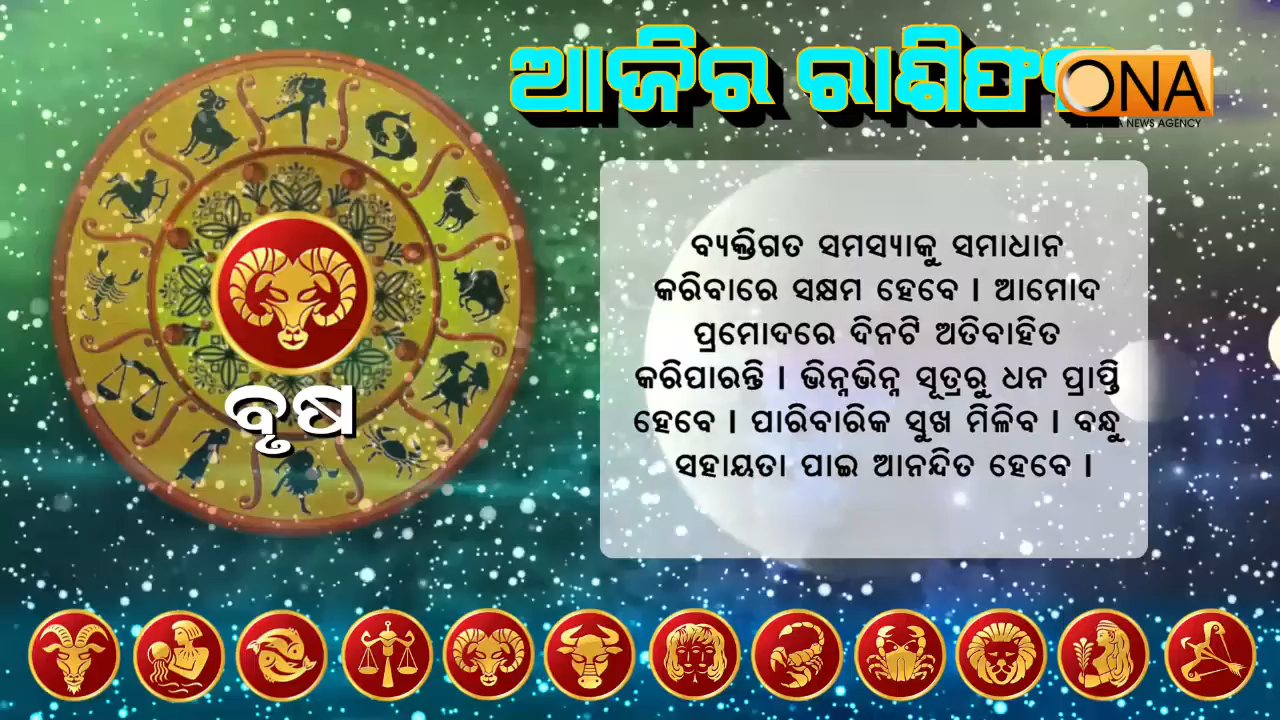 ଆଜିର
ONA
NEWS AGENCY
ବ୍ୟକ୍ତିଗତ ସମସ୍ୟାକୁ ସମାଧାନ
କରିବାରେ ସକ୍ଷମ ହେବେ । ଆମୋଦ
ପ୍ରମୋଦରେ ଦିନଟି ଅତିବାହିତ
କରିପାରନ୍ତି । ଭିନ୍ନଭିନ୍ନ ସୂତ୍ରରୁ ଧନ ପ୍ରାପ୍ତି
ହେବେ । ପାରିବାରିକ ସୁଖ ମିଳିବ । ବନ୍ଧୁ
ସହାୟତା ପାଇ ଆନନ୍ଦିତ ହେବେ ।
ବୃଷ